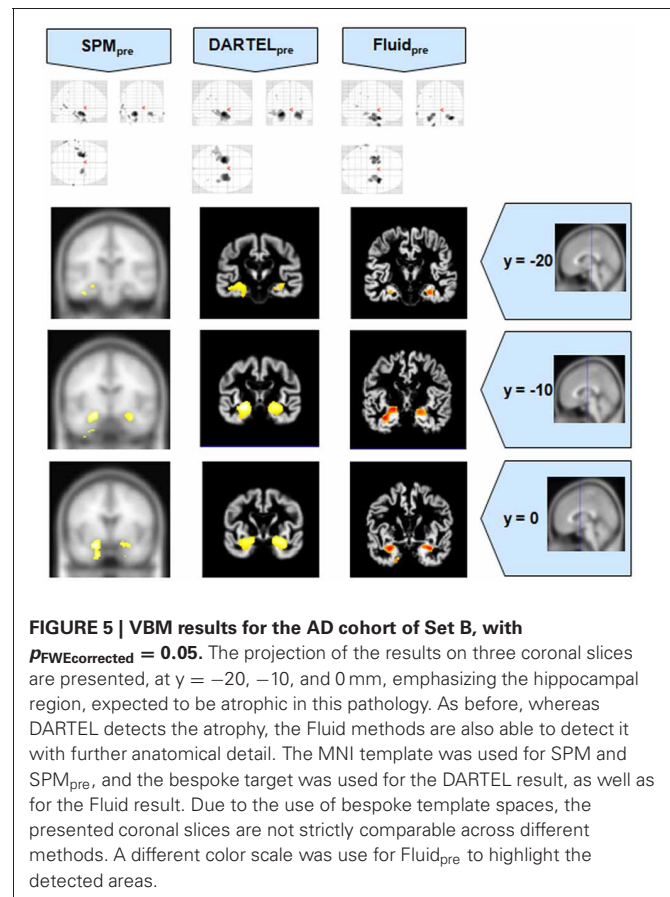 SPMpre
DARTELpre
Fluidpre
y = -20
y = -10
y = 0
FIGURE 5 | VBM results for the AD cohort of Set B, with
pFWEcorrected = 0.05. The projection of the results on three coronal slices
are presented, at y = −20, −10, and 0 mm, emphasizing the hippocampal
region, expected to be atrophic in this pathology. As before, whereas
DARTEL detects the atrophy, the Fluid methods are also able to detect it
with further anatomical detail. The MNI template was used for SPM and
SPMpre, and the bespoke target was used for the DARTEL result, as well as
for the Fluid result. Due to the use of bespoke template spaces, the
presented coronal slices are not strictly comparable across different
methods. A different color scale was use for Fluidpre to highlight the
detected areas.